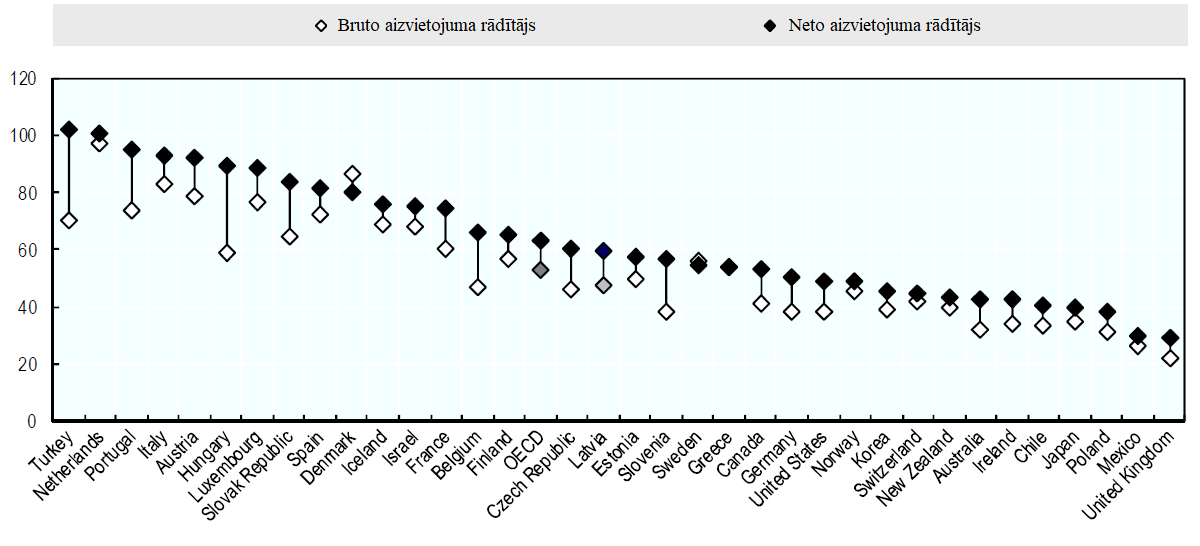 Bruto aizvietojuma rādītājs
Neto aizvietojuma rādītājs
120
100
80
60
40
20
0
Turkey
Netnerlands
Portugal
Italy
Austria
Hungary
Luxembourg
Slovak Republic
Spain
Denmark
Iceland
Israel
France
Belgium
Finland
OECD
Czech Republic
Latvia
Estonia
Slovenia
Sweden
Greece
Canada
Germany
United States
Norway
Korea
Switzerland
New Zealand
Australia
Ireland
Chile
Japan
Poland
Mexico
United Kingdom